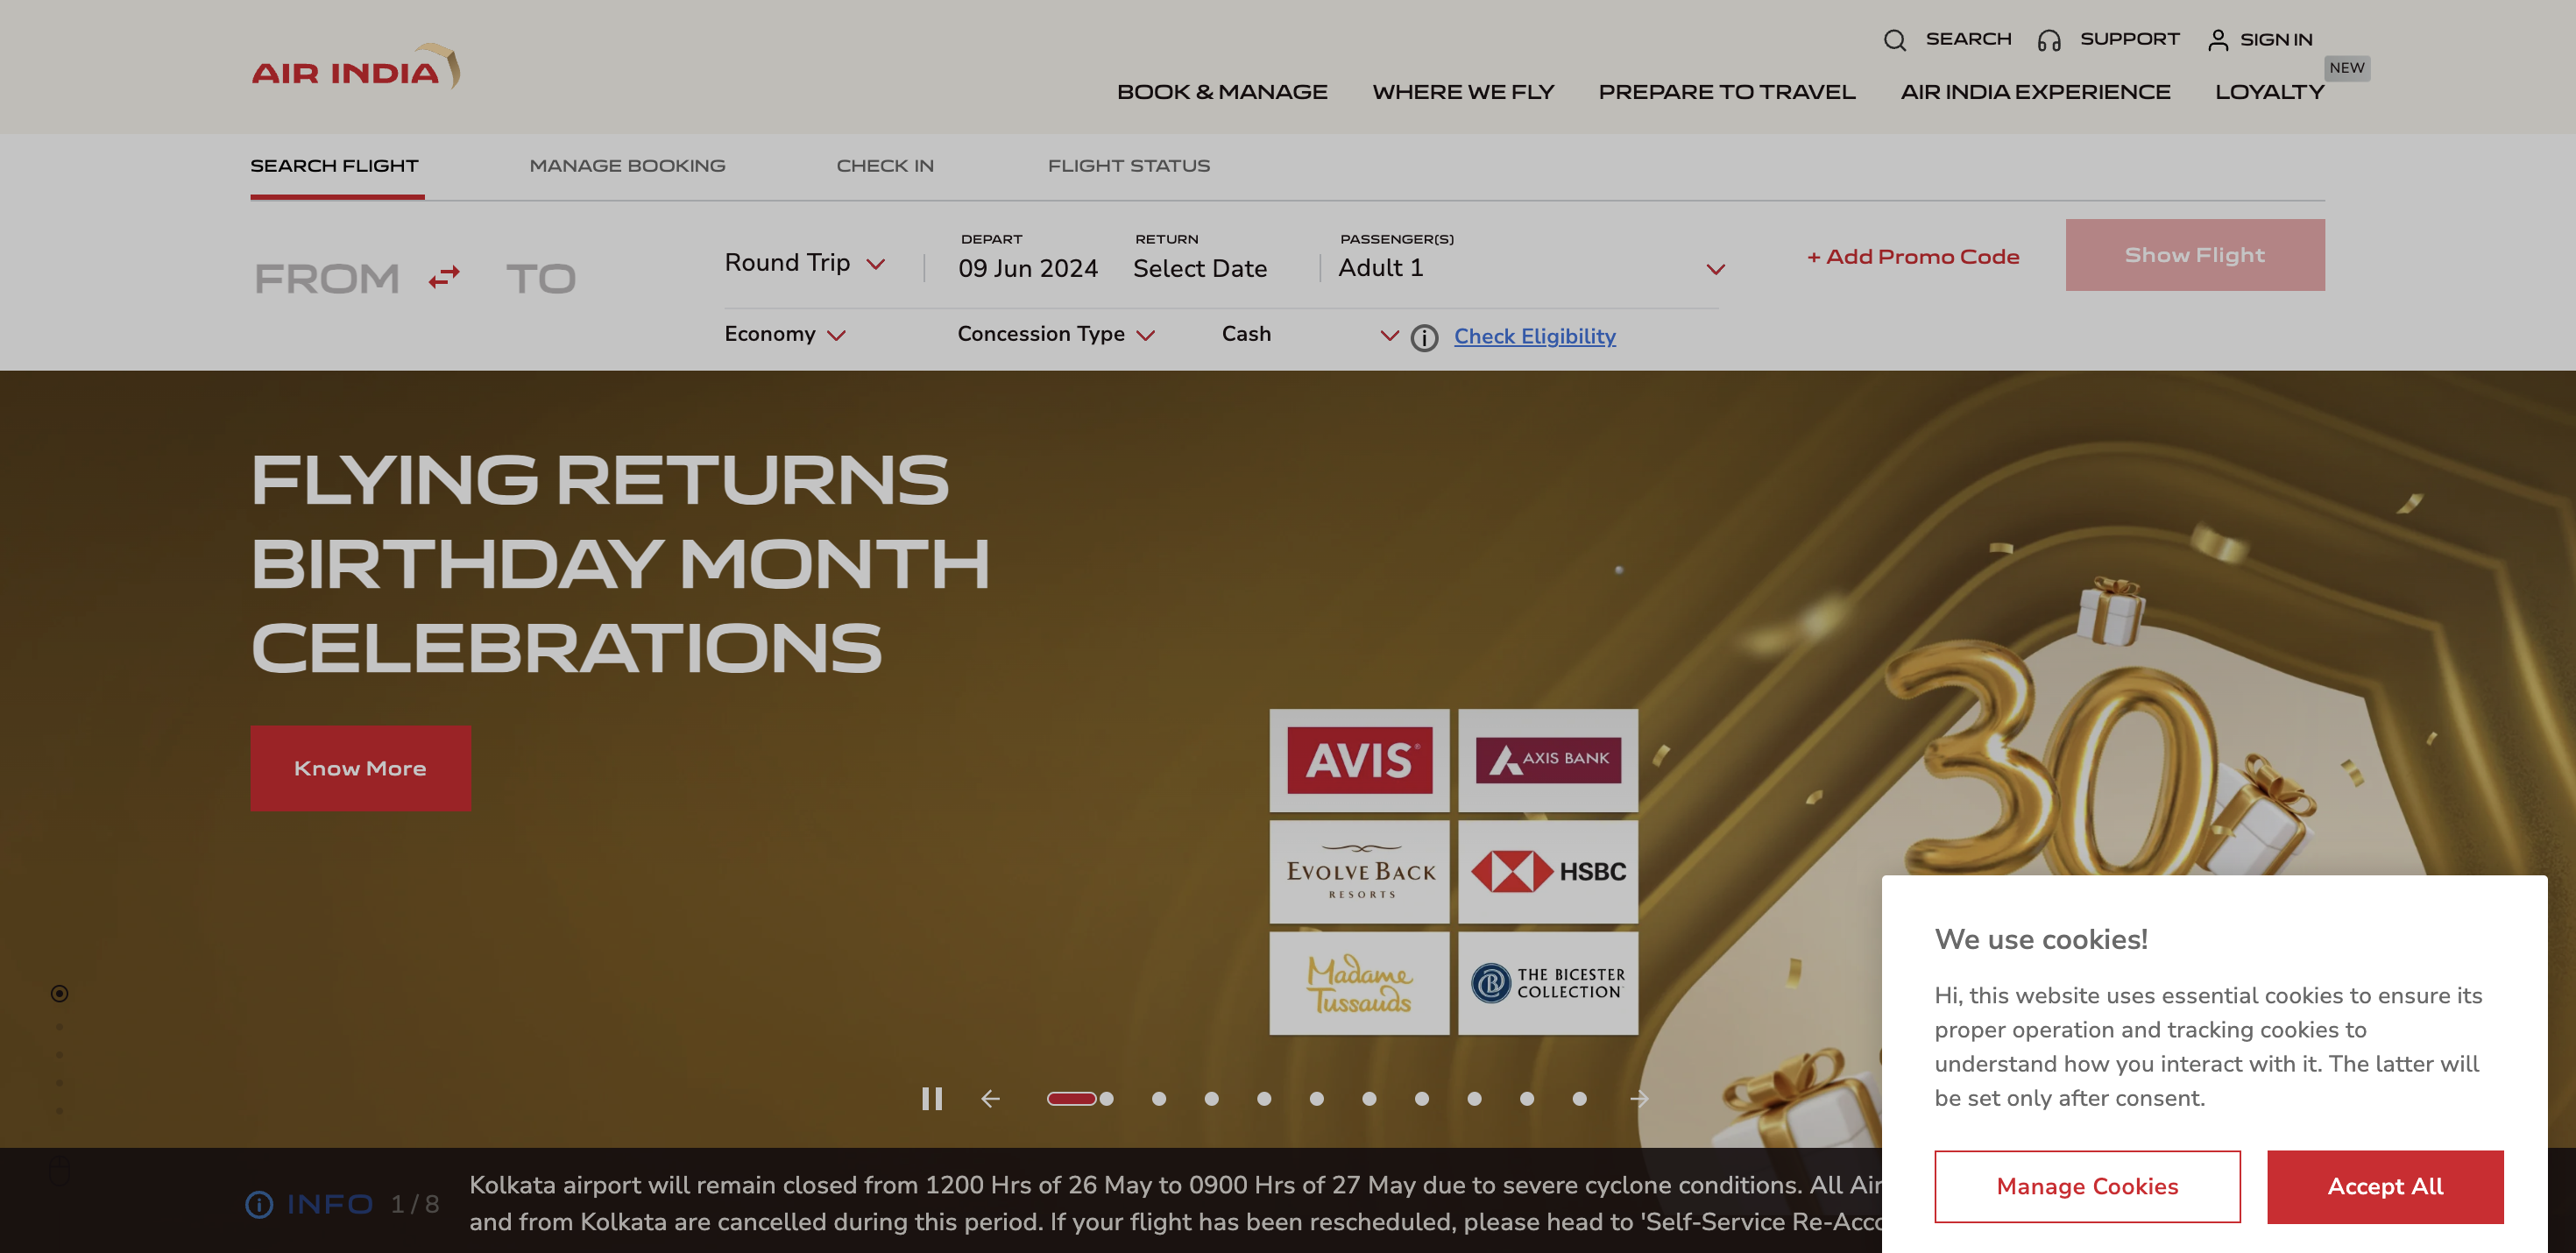 AIR INDIA
SEARCH
SUPPORT
SIGN IN
NEW
BOOK & MANAGE
WHERE WE FLY
PREPARE TO TRAVEL
AIR INDIA EXPERIENCE
LOYALTY
SEARCH FLIGHT
MANAGE BOOKING
CHECK IN
FLIGHT STATUS
FROM
TO
Round Trip
DEPART
09 Jun 2024
RETURN
Select Date
PASSENGER(S)
Adult 1
+ Add Promo Code
Show Flight
Economy
Concession Type
Cash
Check Eligibility
FLYING RETURNS
BIRTHDAY MONTH
CELEBRATIONS
Know More
AVIS
AXIS BANK
EVOLVE BACK
RESORTS
HSBC
Madame
Tussauds
THE BICESTER
COLLECTION
30
We use cookies!
Hi, this website uses essential cookies to ensure its
proper operation and tracking cookies to
understand how you interact with it. The latter will
be set only after consent.
Manage Cookies
Accept All
INFO 1 / 8
Kolkata airport will remain closed from 1200 Hrs of 26 May to 0900 Hrs of 27 May due to severe cyclone conditions. All Air
and from Kolkata are cancelled during this period. If your flight has been rescheduled, please head to 'Self-Service Re-Acco